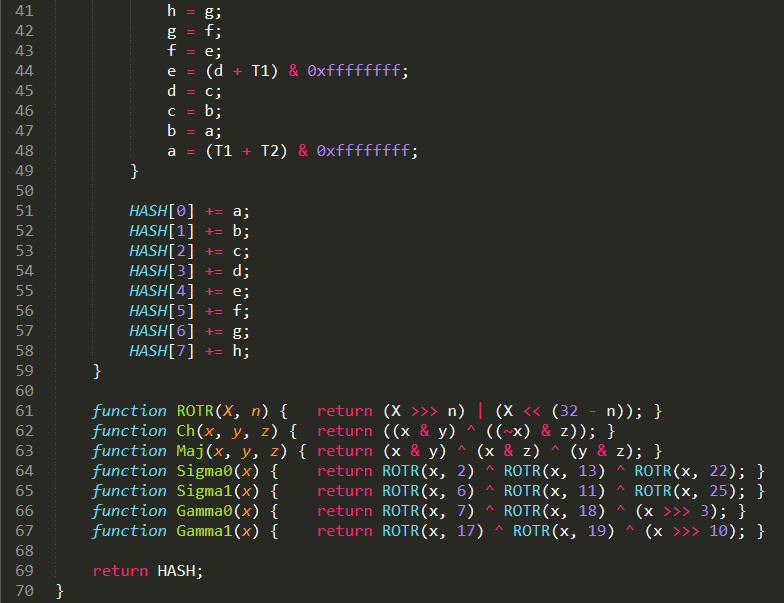 41 h = g;
42 g = f;
43 f = e;
44 e = (d + T1) & 0xffffffff;
45 d = c;
46 c = b;
47 b = a;
48 a = (T1 + T2) & 0xffffffff;
49 }
50
51 HASH[0] += a;
52 HASH[1] += b;
53 HASH[2] += c;
54 HASH[3] += d;
55 HASH[4] += e;
56 HASH[5] += f;
57 HASH[6] += g;
58 HASH[7] += h;
59 }
60
61 function ROTR(X, n) { return (X >>> n) | (X << (32 - n)); }
62 function Ch(x, y, z) { return ((x & y) ^ ((~x) & z)); }
63 function Maj(x, y, z) { return (x & y) ^ (x & z) ^ (y & z); }
64 function Sigma0(x) { return ROTR(x, 2) ^ ROTR(x, 13) ^ ROTR(x, 22); }
65 function Sigma1(x) { return ROTR(x, 6) ^ ROTR(x, 11) ^ ROTR(x, 25); }
66 function Gamma0(x) { return ROTR(x, 7) ^ ROTR(x, 18) ^ (x >>> 3); }
67 function Gamma1(x) { return ROTR(x, 17) ^ ROTR(x, 19) ^ (x >>> 10); }
68
69 return HASH;
70 }